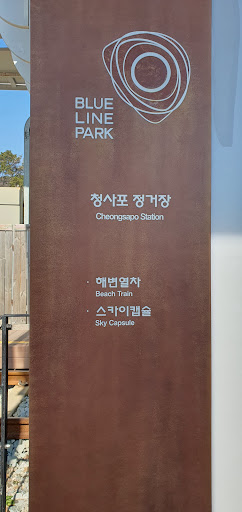 BLUE
LINE
PARK
청사포 정거장
Cheongsapo Station
· 해변열차
Beach Train
· 스카이캡슐
Sky Capsule